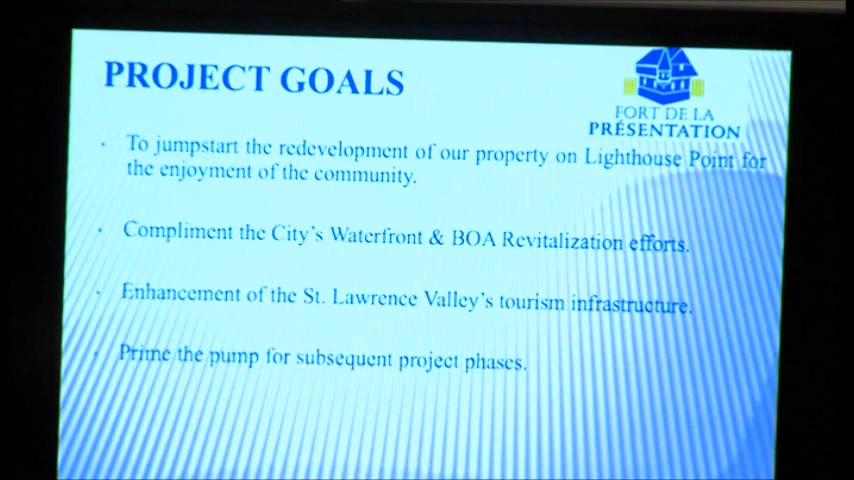 PROJECT GOALS
FORT DE LA
PRÉSENTATION
· To jumpstart the redevelopment of our property on Lighthouse Point for
the enjoyment of the community.
· Compliment the City's Waterfront & BOA Revitalization efforts.
· Enhancement of the St. Lawrence Valley's tourism infrastructure.
· Prime the pump for subsequent project phases.